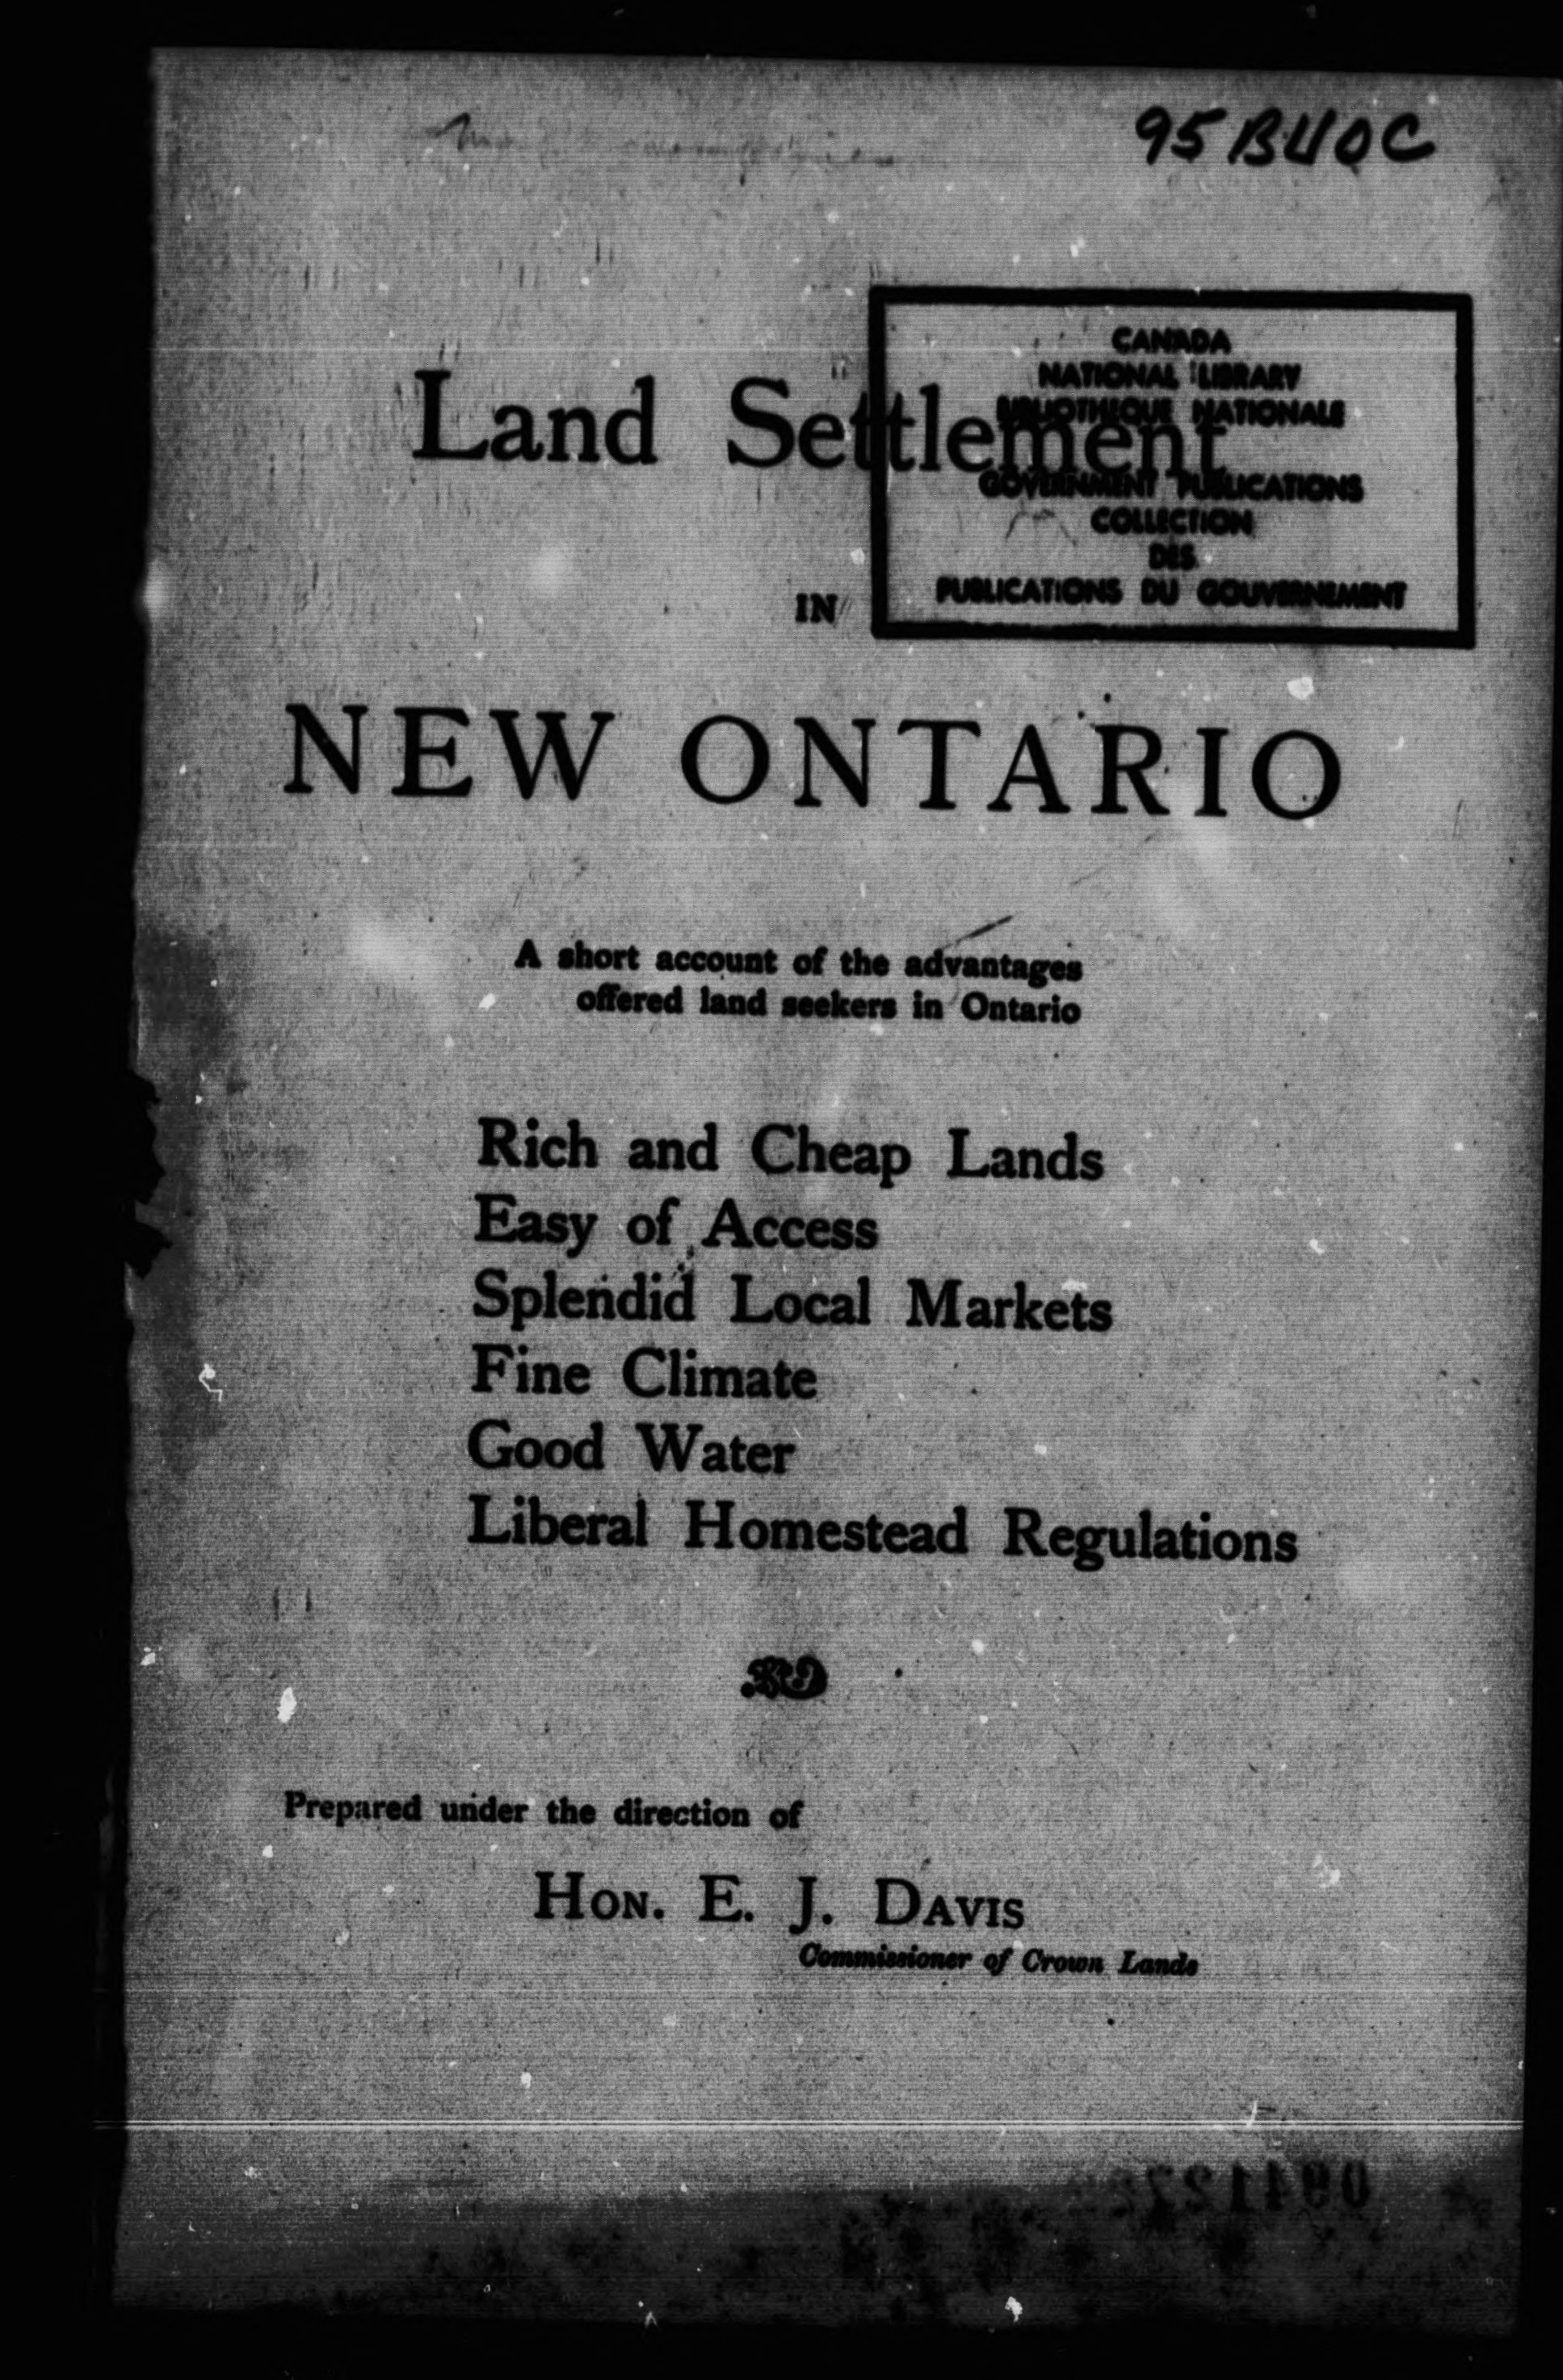 95 B40C
CANADA
NATIONAL LIBRARY
BIBLIOTHEQUE NATIONALE
GOVERNMENT PUBLICATIONS
COLLECTION
DES
PUBLICATIONS DU GOUVERNEMENT
Land Settlement
IN
NEW ONTARIO
A short account of the advantages
offered land seekers in Ontario
Rich and Cheap Lands
Easy of Access
Splendid Local Markets
Fine Climate
Good Water
Liberal Homestead Regulations
Prepared under the direction of
HON. E. J. DAVIS
Commissioner of Crown Lands